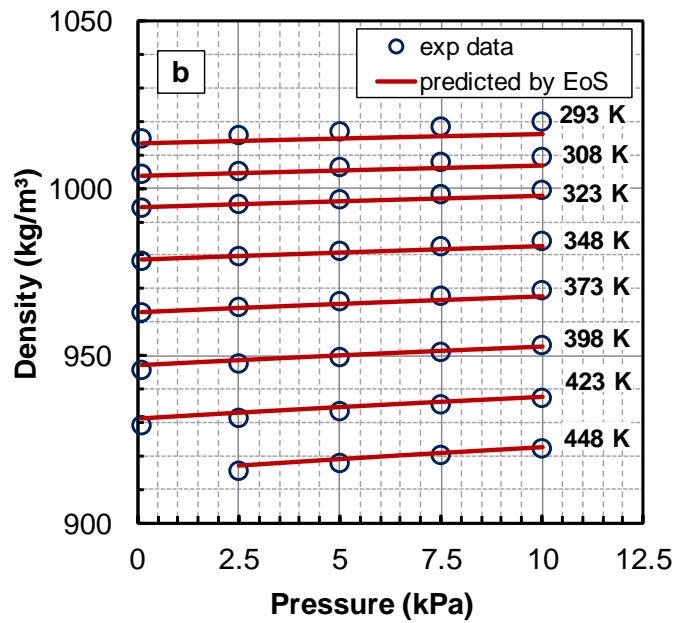 1050
b
exp data
predicted by EoS
293 K
308 K
1000
323 K
348 K
373 K
950
398 K
423 K
448 K
900
0
2.5
5
7.5
10
12.5
Density (kg/m³)
Pressure (kPa)